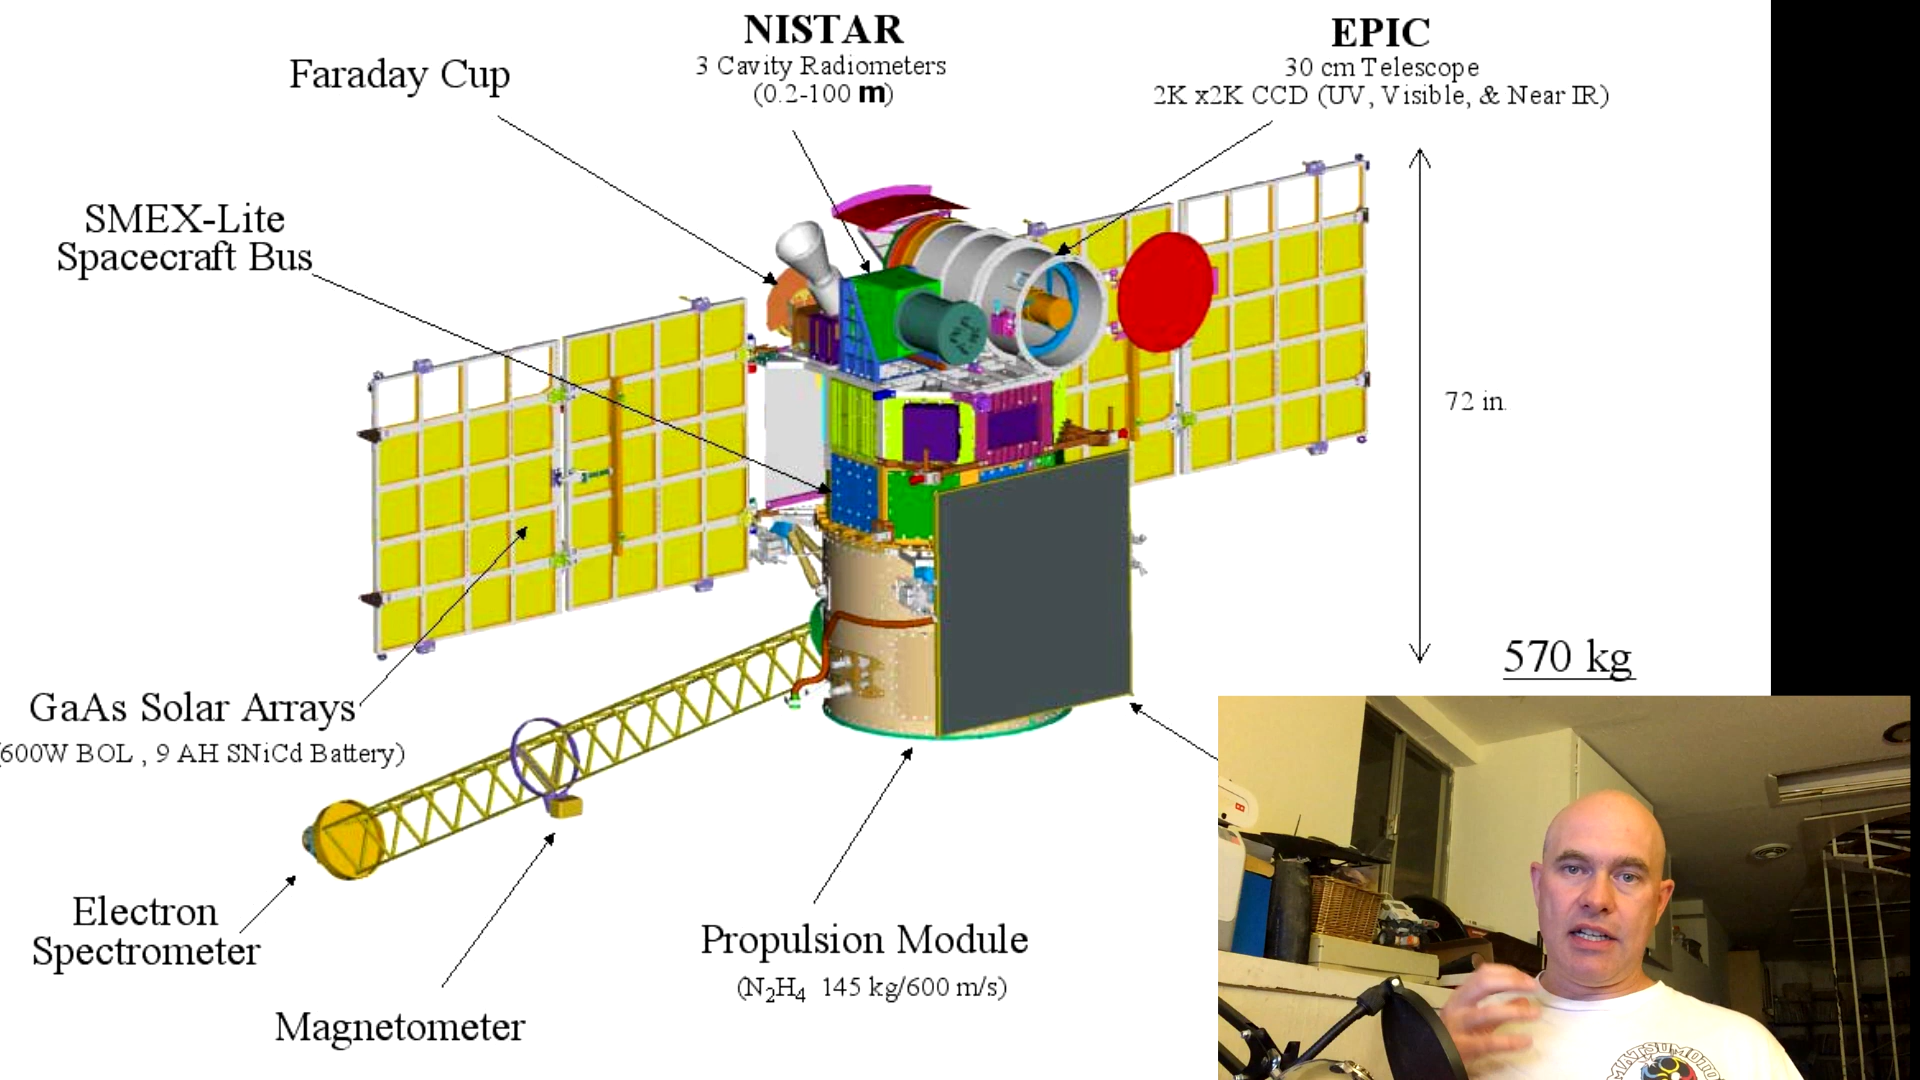 NISTAR
3 Cavity Radiometers
(0.2-100 m)
EPIC
30 cm Telescope
2K x2K CCD (UV, Visible, & Near IR)
Faraday Cup
SMEX-Lite
Spacecraft Bus
72 in.
570 kg
GaAs Solar Arrays
(600W BOL , 9 AH SNiCd Battery)
Electron
Spectrometer
Magnetometer
Propulsion Module
(N₂H₄ 145 kg/600 m/s)
MATSUMOTO